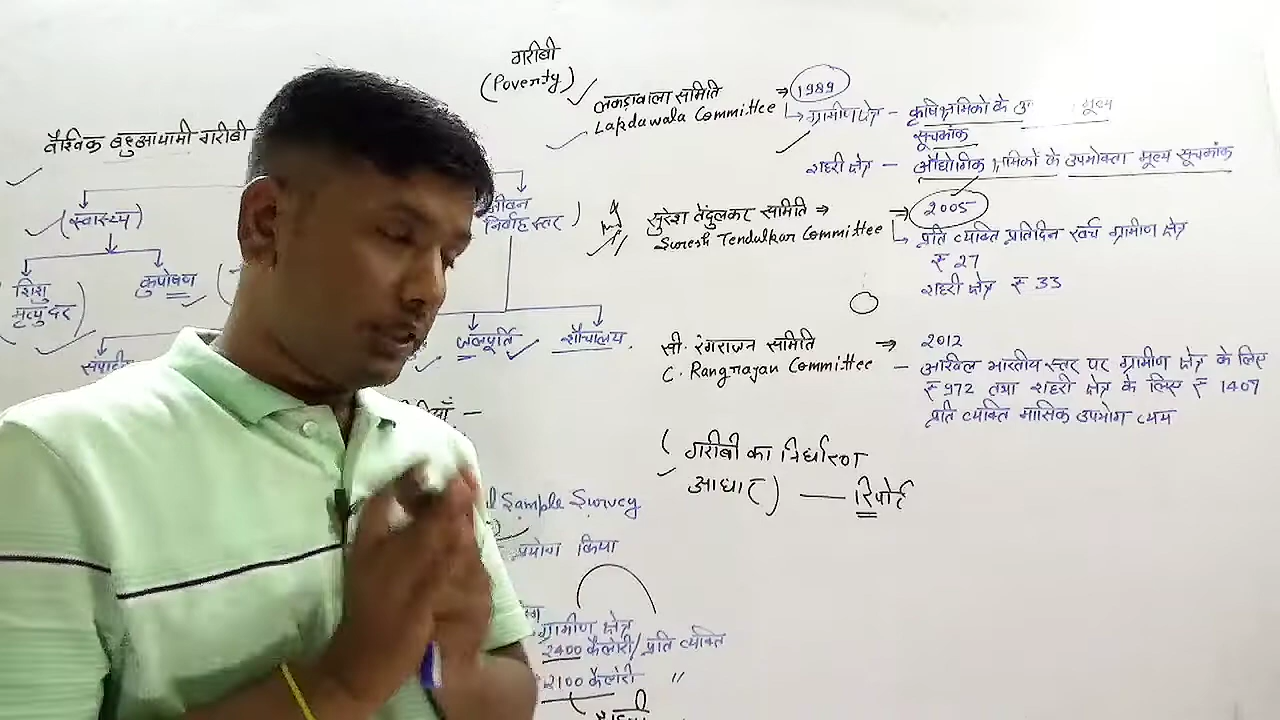 गरीबी
(Poverty)
वैश्विक बहुआयामी गरीबी
(स्वास्थ्य)
शिशु
मृत्यु दर)
कुपोषण
जीवन
निर्वाह स्तर)
जलपूर्ति
शौचालय
लकड़ावाला समिति
Lakdawala Committee
→ 1989
ग्रामीण क्षेत्र – कृषि श्रमिकों के मूल्य
सूचकांक
शहरी क्षेत्र – औद्योगिक श्रमिकों के उपभोक्ता मूल्य सूचकांक
सुरेश तेंदुलकर समिति ⇒
Suresh Tendulkar Committee
→ 2005
प्रति व्यक्ति प्रतिदिन खर्च ग्रामीण क्षेत्र
₹ 27
शहरी क्षेत्र ₹ 33
सी. रंगराजन समिति ⇒ 2012
C. Rangrajan Committee – अखिल भारतीय स्तर पर ग्रामीण क्षेत्र के लिए
₹ 972 तथा शहरी क्षेत्र के लिए ₹ 1407
प्रति व्यक्ति मासिक उपभोग व्यय
(गरीबी का निर्धारण
आधार) — रिपोर्ट
Sample Survey
प्रयोग किया
ग्रामीण क्षेत्र
2400 कैलोरी/प्रति व्यक्ति
2100 कैलोरी "